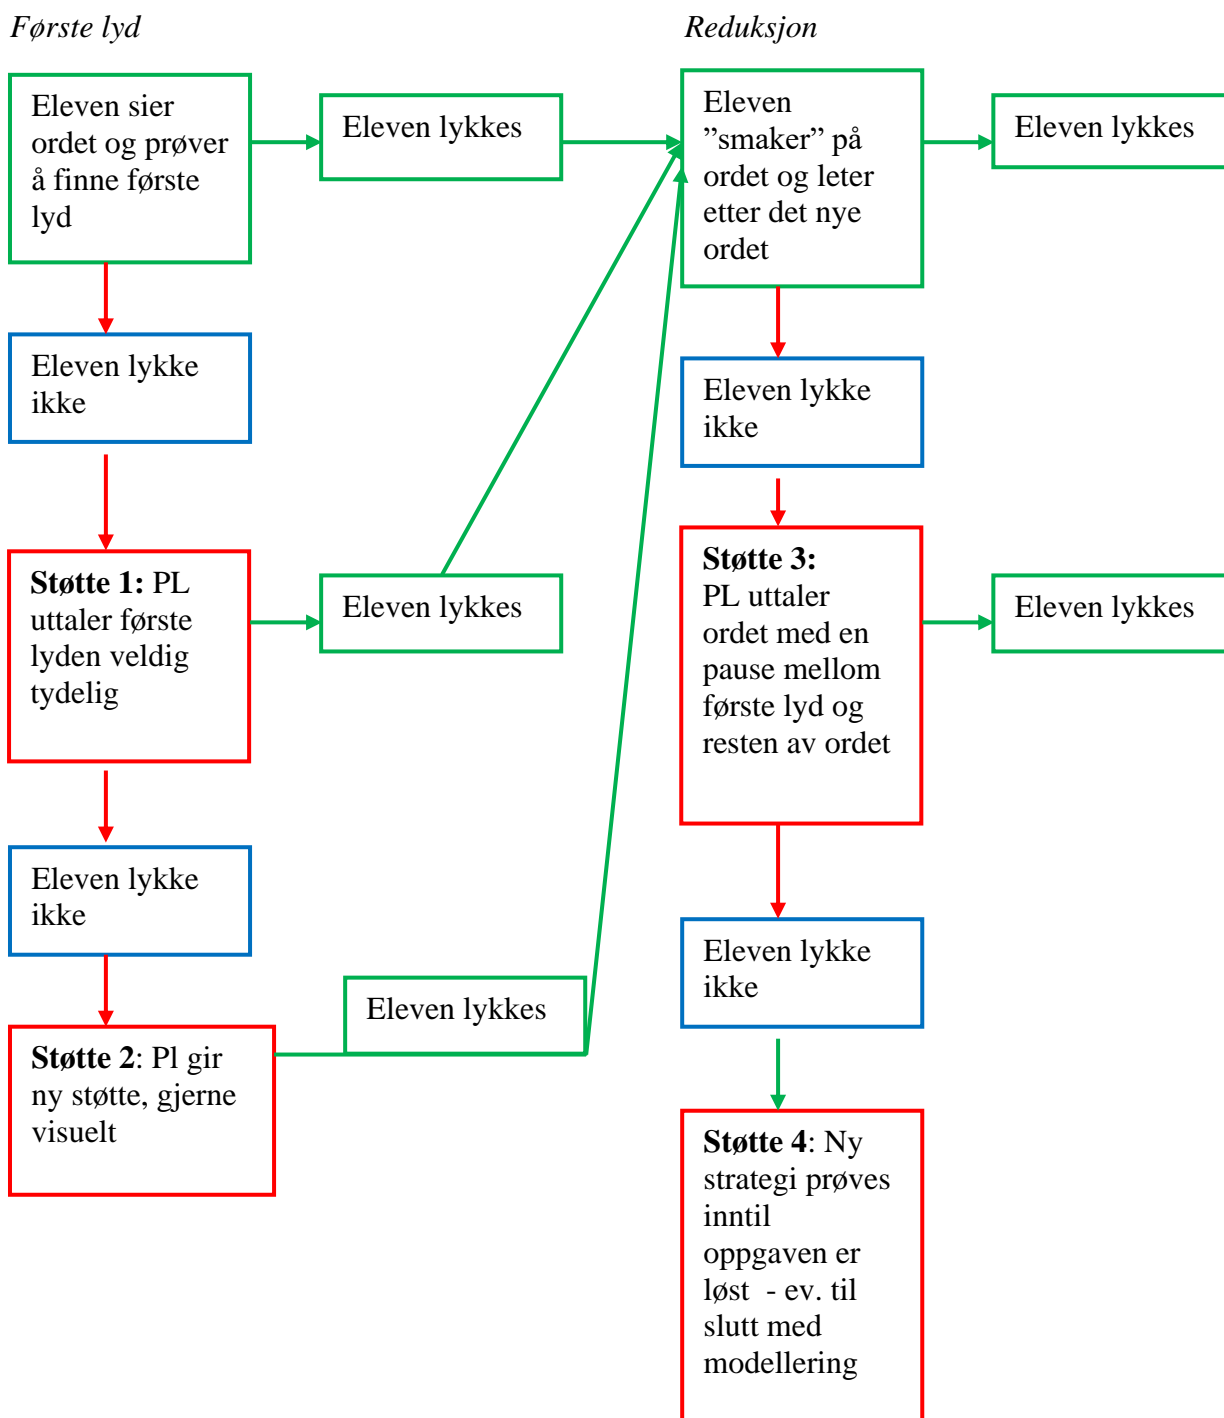 Første lyd
Eleven sier
ordet og prøver
å finne første
lyd
Eleven lykkes
Eleven lykke
ikke
Støtte 1: PL
uttaler første
lyden veldig
tydelig
Eleven lykkes
Eleven lykke
ikke
Støtte 2: Pl gir
ny støtte, gjerne
visuelt
Eleven lykkes
Reduksjon
Eleven
”smaker” på
ordet og leter
etter det nye
ordet
Eleven lykkes
Eleven lykke
ikke
Støtte 3:
PL uttaler
ordet med en
pause mellom
første lyd og
resten av ordet
Eleven lykkes
Eleven lykke
ikke
Støtte 4: Ny
strategi prøves
inntil
oppgaven er
løst - ev. til
slutt med
modellering